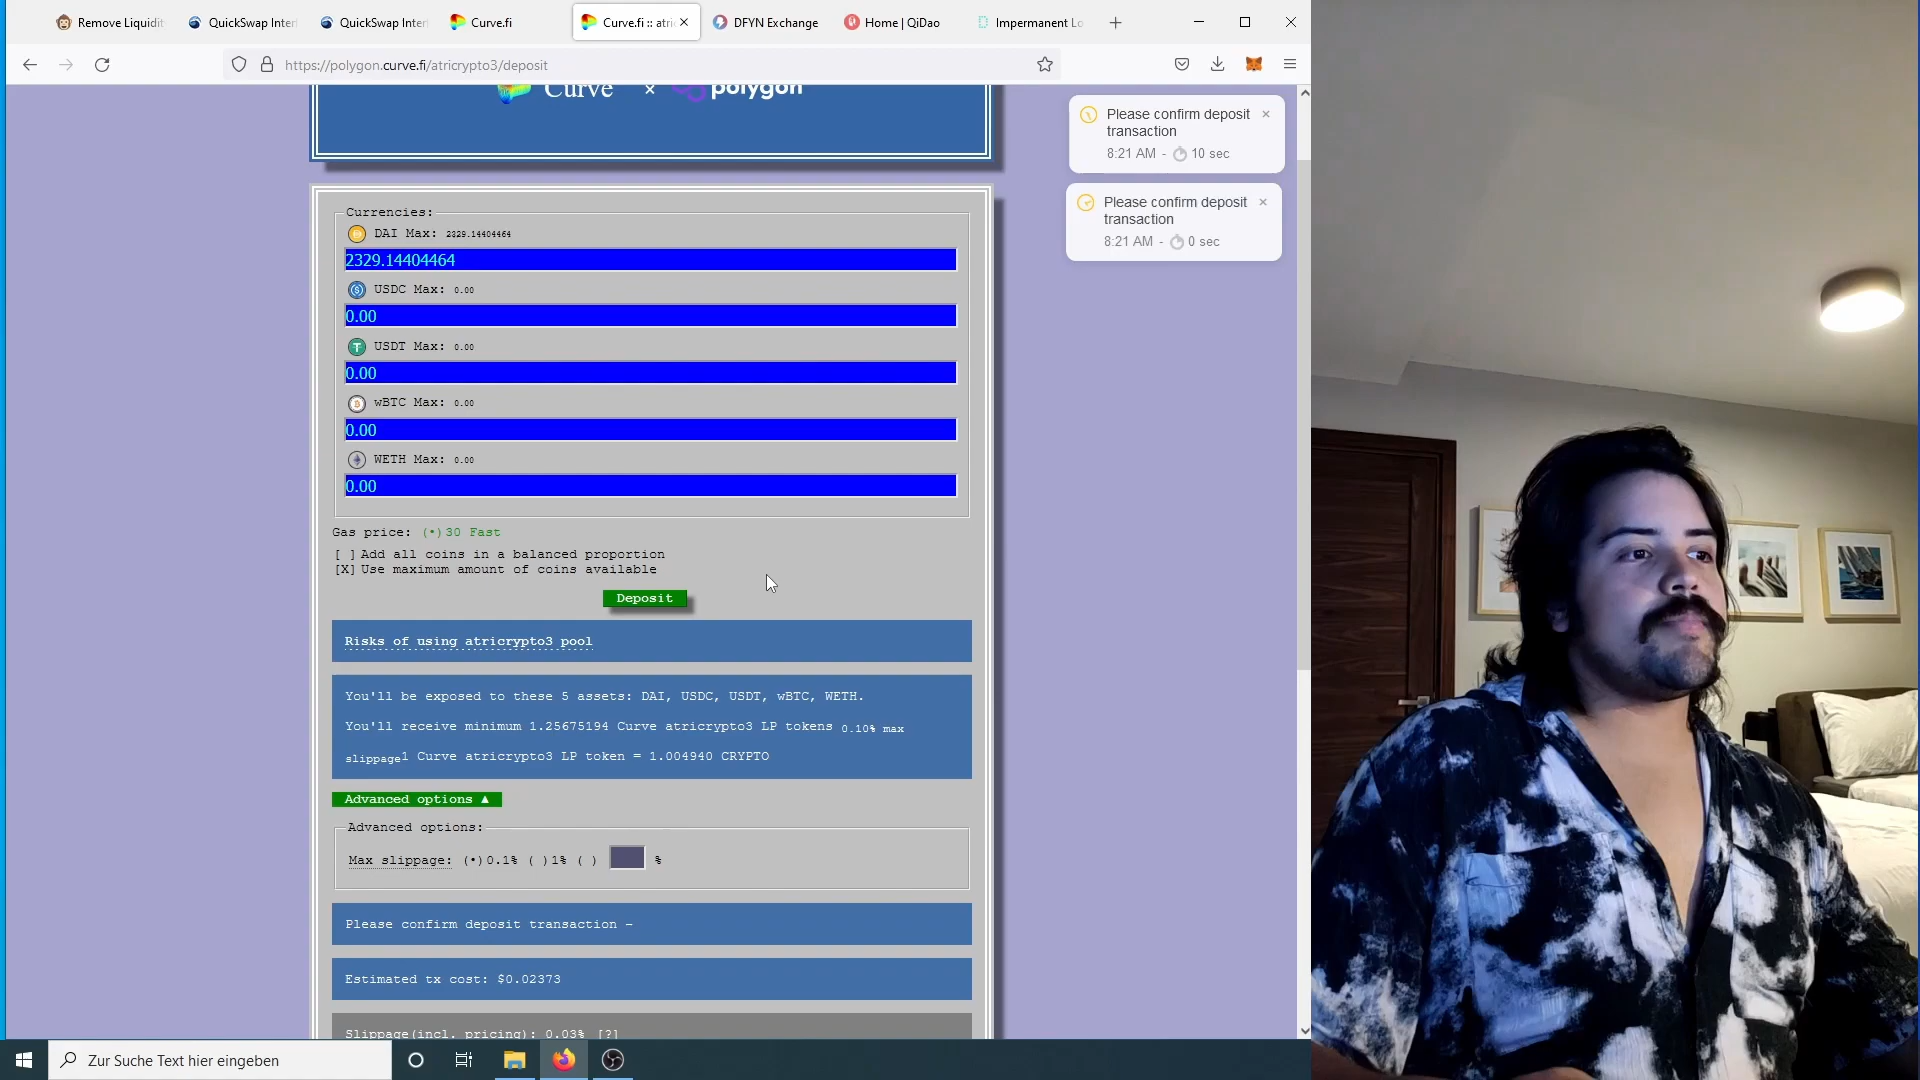 Remove Liquidit
QuickSwap Inter
QuickSwap Inter
Curve.fi
Curve.fi :: atri
DFYN Exchange
Home | QiDao
Impermanent Lo
https://polygon.curve.fi/atricrypto3/deposit
Curve × polygon
Please confirm deposit
transaction
8:21 AM - 10 sec
Please confirm deposit
transaction
8:21 AM - 0 sec
Currencies:
DAI Max: 2329.14404464
2329.14404464
USDC Max: 0.00
0.00
USDT Max: 0.00
0.00
wBTC Max: 0.00
0.00
WETH Max: 0.00
0.00
Gas price: (•)30 Fast
[ ] Add all coins in a balanced proportion
[X] Use maximum amount of coins available
Deposit
Risks of using atricrypto3 pool
You'll be exposed to these 5 assets: DAI, USDC, USDT, wBTC, WETH.
You'll receive minimum 1.25675194 Curve atricrypto3 LP tokens 0.10% max
slippage1 Curve atricrypto3 LP token = 1.004940 CRYPTO
Advanced options ▲
Advanced options:
Max slippage: (•)0.1% ( )1% ( ) %
Please confirm deposit transaction –
Estimated tx cost: $0.02373
Slippage(incl. pricing): 0.03% [?]
Zur Suche Text hier eingeben